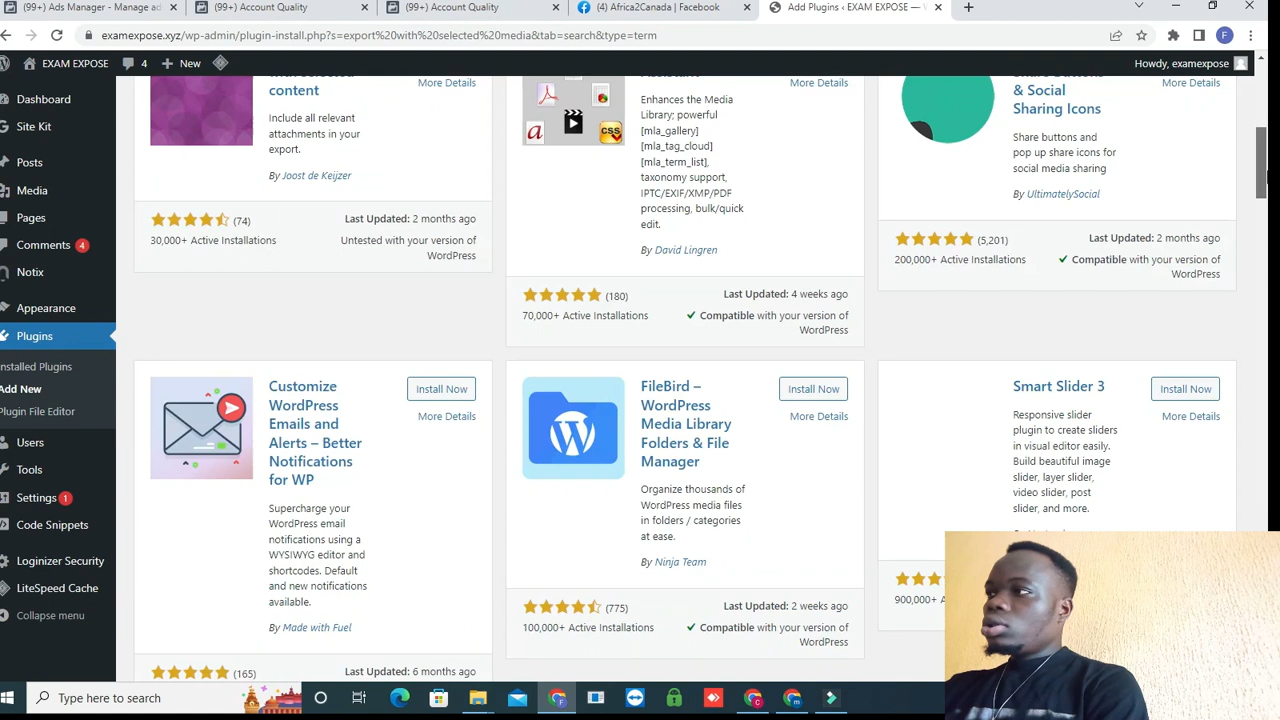 (99+) Ads Manager - Manage ad
(99+) Account Quality
(99+) Account Quality
(4) Africa2Canada | Facebook
Add Plugins ‹ EXAM EXPOSE —
examexpose.xyz/wp-admin/plugin-install.php?s=export%20with%20selected%20media&tab=search&type=term
F
EXAM EXPOSE
4
New
Howdy, examexpose
Dashboard
Site Kit
Posts
Media
Pages
Comments 4
Notix
Appearance
Plugins
nstalled Plugins
Add New
Plugin File Editor
Users
Tools
Settings 1
Code Snippets
Loginizer Security
LiteSpeed Cache
Collapse menu
content
More Details
Include all relevant
attachments in your
export.
By Joost de Keijzer
(74)
30,000+ Active Installations
Last Updated: 2 months ago
Untested with your version of
WordPress
More Details
Enhances the Media
Library; powerful
[mla_gallery]
[mla_tag_cloud]
[mla_term_list],
taxonomy support,
IPTC/EXIF/XMP/PDF
processing, bulk/quick
edit.
By David Lingren
(180)
70,000+ Active Installations
Last Updated: 4 weeks ago
Compatible with your version of
WordPress
& Social
Sharing Icons
More Details
Share buttons and
pop up share icons for
social media sharing
By UltimatelySocial
(5,201)
200,000+ Active Installations
Last Updated: 2 months ago
Compatible with your version of
WordPress
Customize
WordPress
Emails and
Alerts – Better
Notifications
for WP
Install Now
More Details
Supercharge your
WordPress email
notifications using a
WYSIWYG editor and
shortcodes. Default
and new notifications
available.
By Made with Fuel
(165)
Last Updated: 6 months ago
FileBird –
WordPress
Media Library
Folders & File
Manager
Install Now
More Details
Organize thousands of
WordPress media files
in folders / categories
at ease.
By Ninja Team
(775)
100,000+ Active Installations
Last Updated: 2 weeks ago
Compatible with your version of
WordPress
Smart Slider 3
Install Now
More Details
Responsive slider
plugin to create sliders
in visual editor easily.
Build beautiful image
slider, layer slider,
video slider, post
slider, and more.
900,000+ A
Type here to search